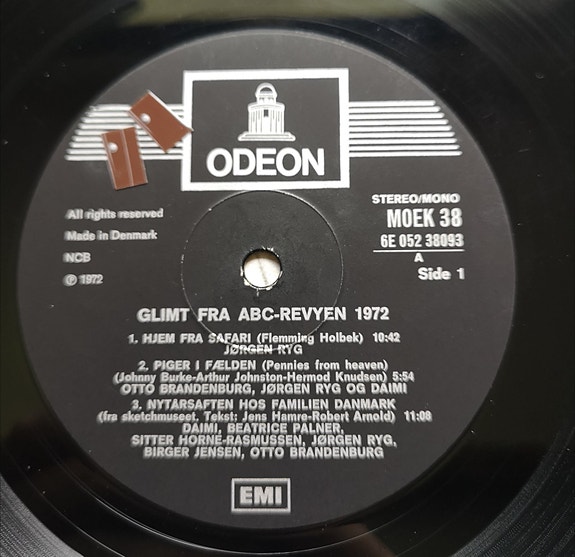 ODEON
STEREO/MONO
MOEK 38
6E 052 38093
A
Side 1
All rights reserved
Made in Denmark
NCB
℗ 1972
GLIMT FRA ABC-REVYEN 1972
1. HJEM FRA SAFARI (Flemming Holbek) 10:42
JØRGEN RYG
2. PIGER I FÆLDEN (Pennies from heaven)
(Johnny Burke-Arthur Johnston-Hermod Knudsen) 5:54
OTTO BRANDENBURG, JØRGEN RYG OG DAIMI
3. NYTARSAFTEN HOS FAMILIEN DANMARK
(fra sketchmuseet. Tekst: Jens Hamre-Robert Arnold) 11:08
DAIMI, BEATRICE PALNER,
SITTER HORNE-RASMUSSEN, JØRGEN RYG,
BIRGER JENSEN, OTTO BRANDENBURG
EMI